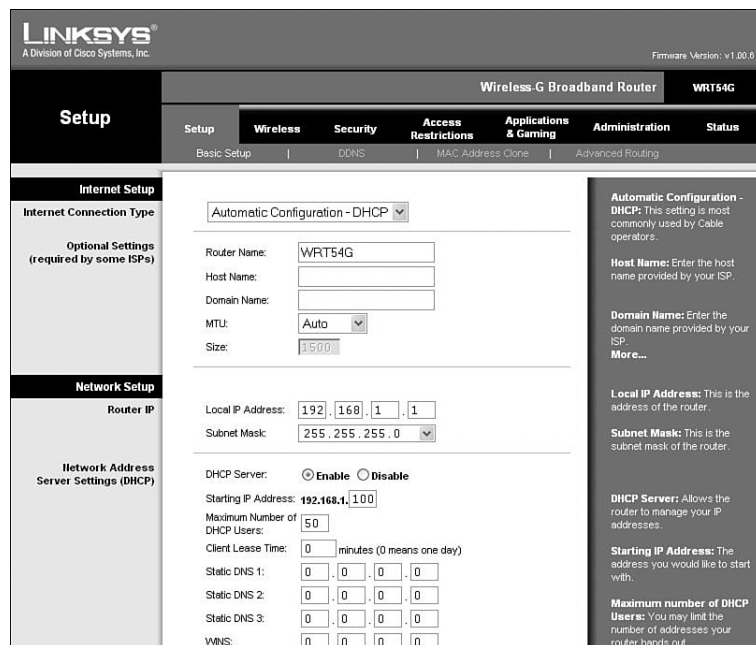 LINKSYS®
A Division of Cisco Systems, Inc.
Firmware Version: v1.00.6
Wireless-G Broadband Router WRT54G
Setup
Setup Wireless Security Access Restrictions Applications & Gaming Administration Status
Basic Setup | DDNS | MAC Address Clone | Advanced Routing
Internet Setup
Internet Connection Type
Automatic Configuration - DHCP
Optional Settings
(required by some ISPs)
Router Name: WRT54G
Host Name:
Domain Name:
MTU: Auto
Size: 1500
Network Setup
Router IP
Local IP Address: 192 . 168 . 1 . 1
Subnet Mask: 255.255.255.0
Network Address
Server Settings (DHCP)
DHCP Server: Enable Disable
Starting IP Address: 192.168.1. 100
Maximum Number of
DHCP Users: 50
Client Lease Time: 0 minutes (0 means one day)
Static DNS 1: 0 . 0 . 0 . 0
Static DNS 2: 0 . 0 . 0 . 0
Static DNS 3: 0 . 0 . 0 . 0
WINS: 0 . 0 . 0 . 0
Automatic Configuration -
DHCP: This setting is most
commonly used by Cable
operators.
Host Name: Enter the host
name provided by your ISP.
Domain Name: Enter the
domain name provided by your
ISP.
More...
Local IP Address: This is the
address of the router.
Subnet Mask: This is the
subnet mask of the router.
DHCP Server: Allows the
router to manage your IP
addresses.
Starting IP Address: The
address you would like to start
with.
Maximum number of DHCP
Users: You may limit the
number of addresses your
router hands out.